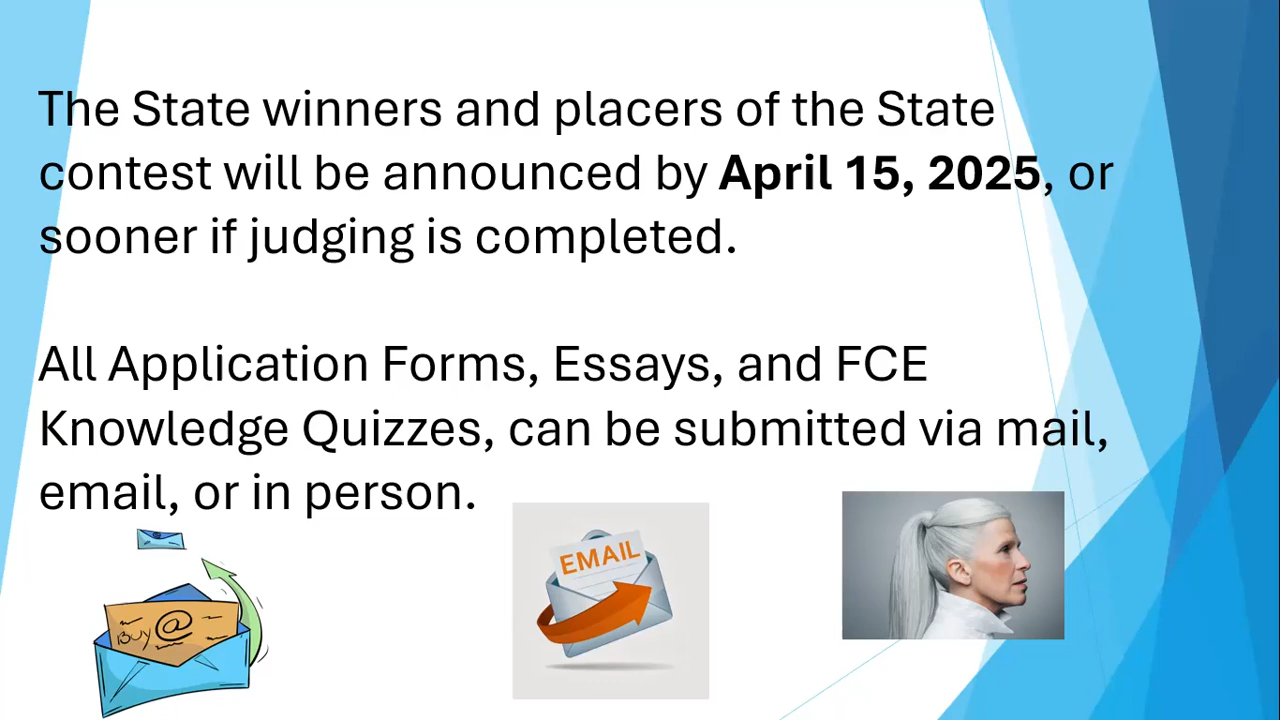 The State winners and placers of the State
contest will be announced by April 15, 2025, or
sooner if judging is completed.
All Application Forms, Essays, and FCE
Knowledge Quizzes, can be submitted via mail,
email, or in person.
EMAIL
Buy @